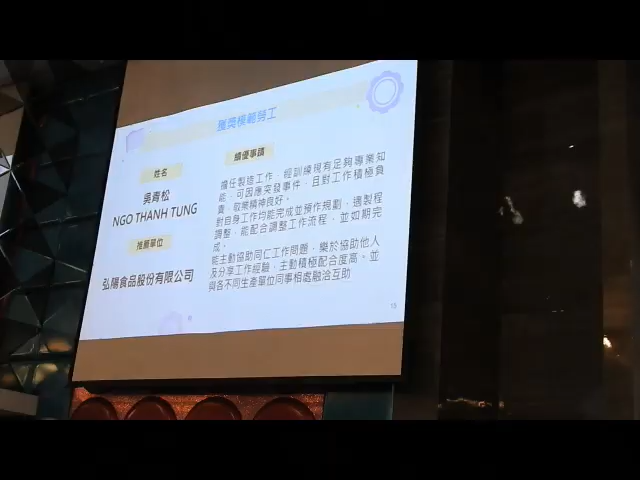 獲獎模範勞工
姓名
吳青松
NGO THANH TUNG
推薦單位
弘陽食品股份有限公司
績優事蹟
擔任製造工作，經訓練現有足夠專業知
能，可因應突發事件，且對工作積極負
責，敬業精神良好。
對自身工作均能完成並預作規劃，適製程
調整，能配合調整工作流程，並如期完
成。
能主動協助同仁工作問題，樂於協助他人
及分享工作經驗，主動積極配合度高。並
與各不同生產單位同事相處融洽互助